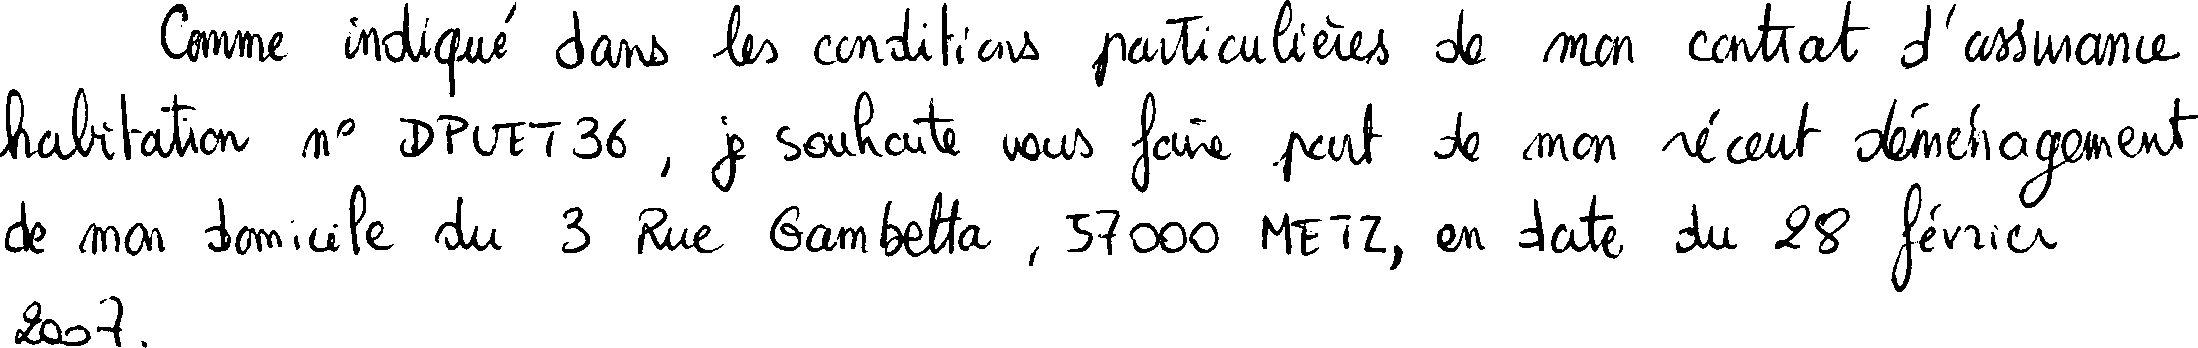 Comme indiqué dans les conditions particulières de mon contrat d'assurance
habitation n° DPUET36, je souhaite vous faire part de mon récent déménagement
de mon domicile du 3 Rue Gambetta, 57000 METZ, en date du 28 février
2007.